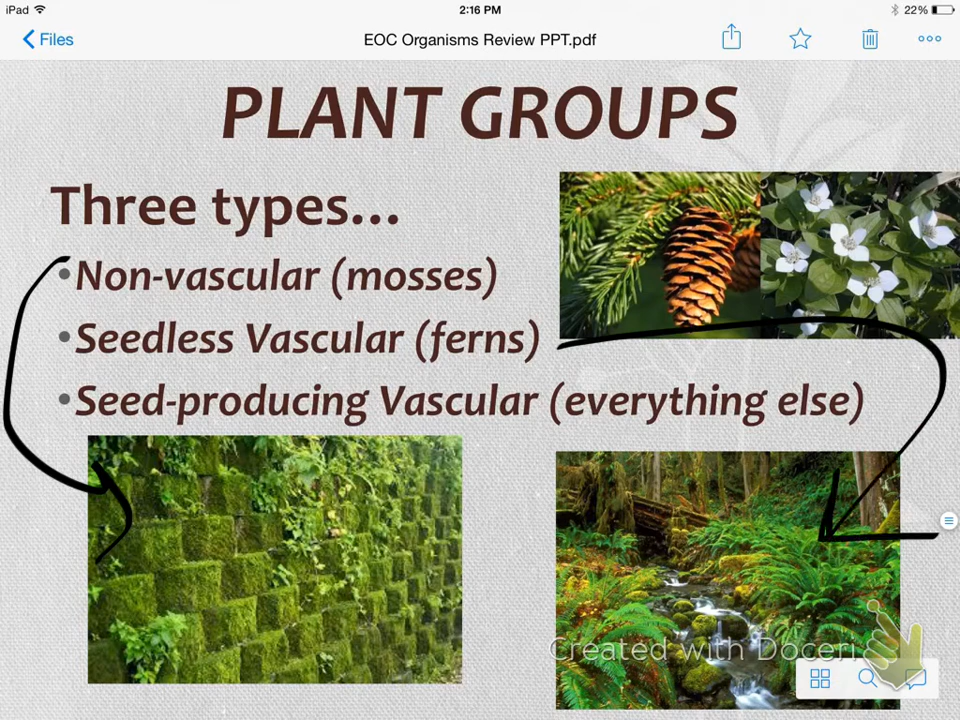 iPad 2:16 PM 22%
Files EOC Organisms Review PPT.pdf
PLANT GROUPS
Three types...
•Non-vascular (mosses)
•Seedless Vascular (ferns)
•Seed-producing Vascular (everything else)
Created with Doceri